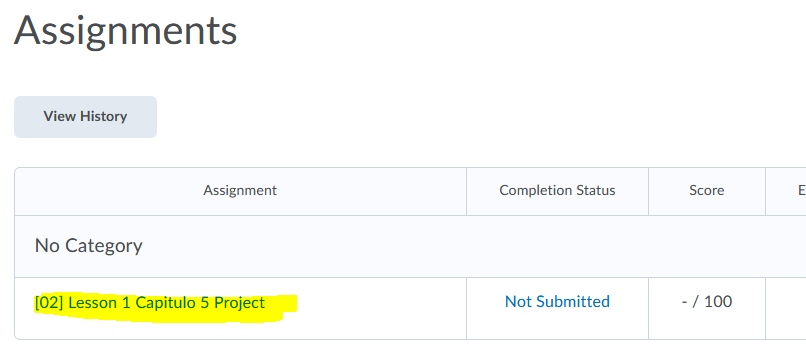 Assignments
View History
Assignment Completion Status Score E
No Category
[02] Lesson 1 Capitulo 5 Project Not Submitted - / 100